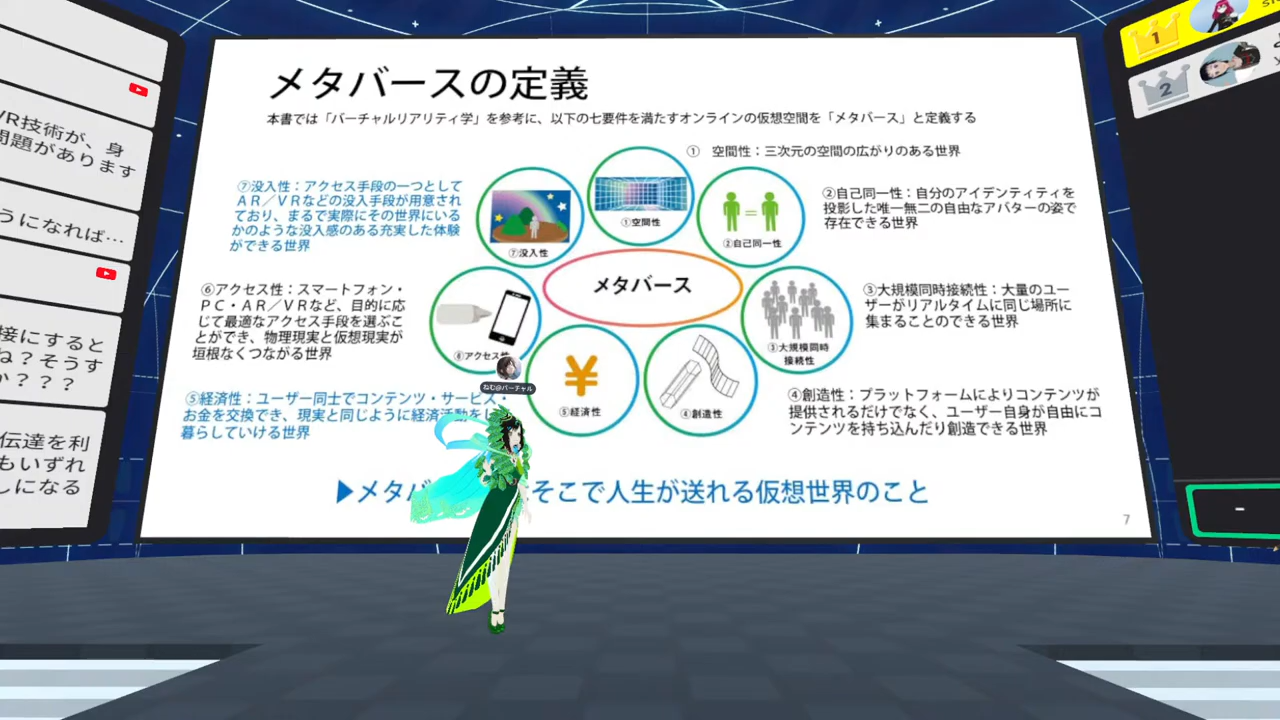 メタバースの定義
本書では「バーチャルリアリティ学」を参考に、以下の七要件を満たすオンラインの仮想空間を「メタバース」と定義する
① 空間性：三次元の空間の広がりのある世界
②自己同一性：自分のアイデンティティを
投影した唯一無二の自由なアバターの姿で
存在できる世界
③大規模同時接続性：大量のユー
ザーがリアルタイムに同じ場所に
集まることのできる世界
④創造性：プラットフォームによりコンテンツが
提供されるだけでなく、ユーザー自身が自由にコ
ンテンツを持ち込んだり創造できる世界
⑤経済性：ユーザー同士でコンテンツ・サービス・
お金を交換でき、現実と同じように経済活動をし
暮らしていける世界
⑥アクセス性：スマートフォン・
ＰＣ・ＡＲ／ＶＲなど、目的に応
じて最適なアクセス手段を選ぶこ
とができ、物理現実と仮想現実が
垣根なくつながる世界
⑦没入性：アクセス手段の一つとして
ＡＲ／ＶＲなどの没入手段が用意され
ており、まるで実際にその世界にいる
かのような没入感のある充実した体験
ができる世界
①空間性
②自己同一性
③大規模同時
接続性
④創造性
⑤経済性
⑥アクセス性
⑦没入性
メタバース
▶メタバ
そこで人生が送れる仮想世界のこと
7
ねむ@バーチャル
VR技術が、身
問題があります
うになれば…
接にすると
ね？そうす
か？？？
伝達を利
もいずれ
しになる
1
2
-